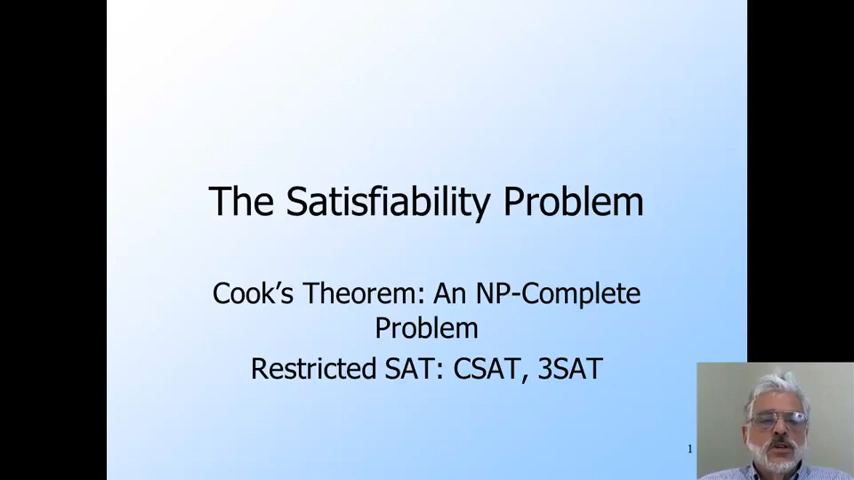 The Satisfiability Problem
Cook's Theorem: An NP-Complete
Problem
Restricted SAT: CSAT, 3SAT
1